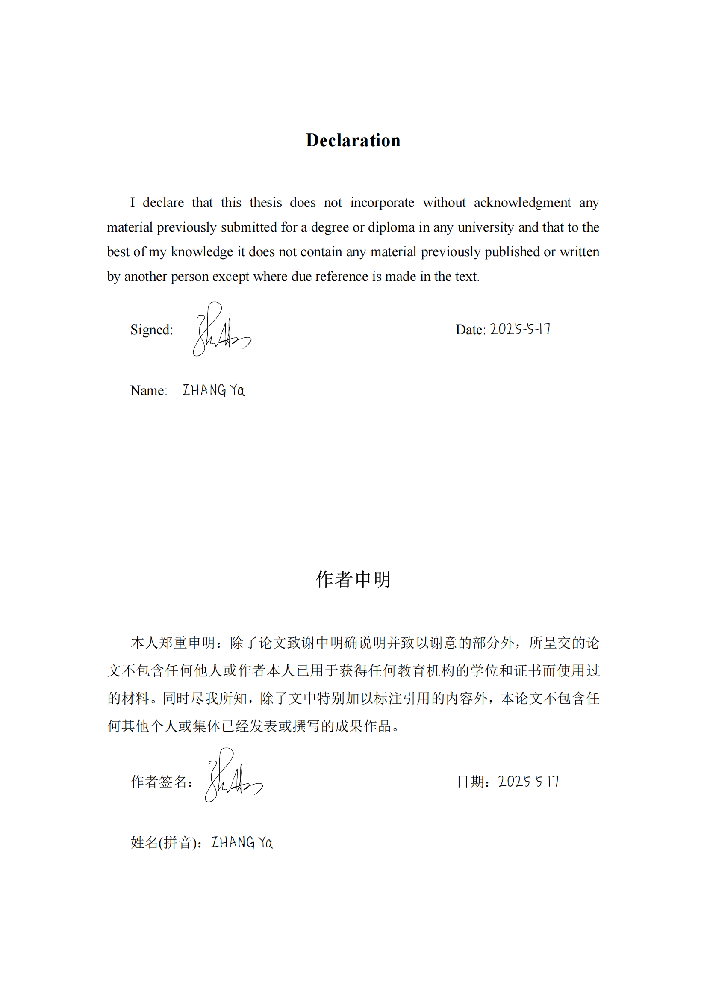 Declaration
I declare that this thesis does not incorporate without acknowledgment any
material previously submitted for a degree or diploma in any university and that to the
best of my knowledge it does not contain any material previously published or written
by another person except where due reference is made in the text.
Signed:
Date: 2025-5-17
Name: ZHANG Ya
作者申明
本人郑重申明：除了论文致谢中明确说明并致以谢意的部分外，所呈交的论
文不包含任何他人或作者本人已用于获得任何教育机构的学位和证书而使用过
的材料。同时尽我所知，除了文中特别加以标注引用的内容外，本论文不包含任
何其他个人或集体已经发表或撰写的成果作品。
作者签名：
日期：2025-5-17
姓名(拼音)：ZHANG Ya